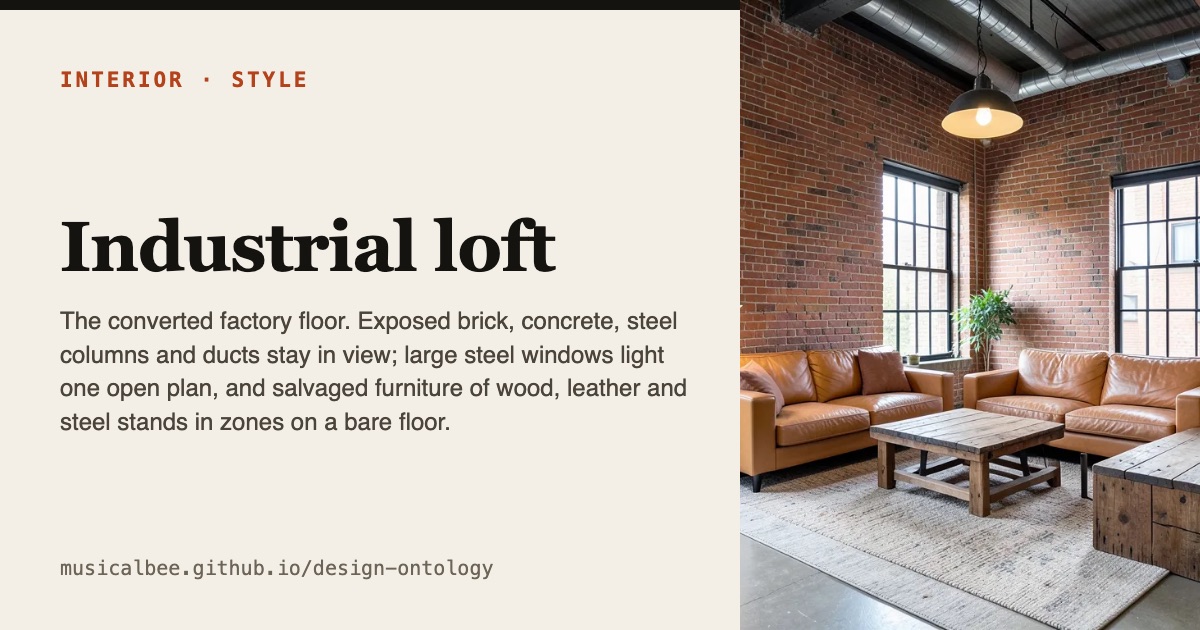 INTERIOR · STYLE
Industrial loft
The converted factory floor. Exposed brick, concrete, steel
columns and ducts stay in view; large steel windows light
one open plan, and salvaged furniture of wood, leather and
steel stands in zones on a bare floor.
musicalbee.github.io/design-ontology